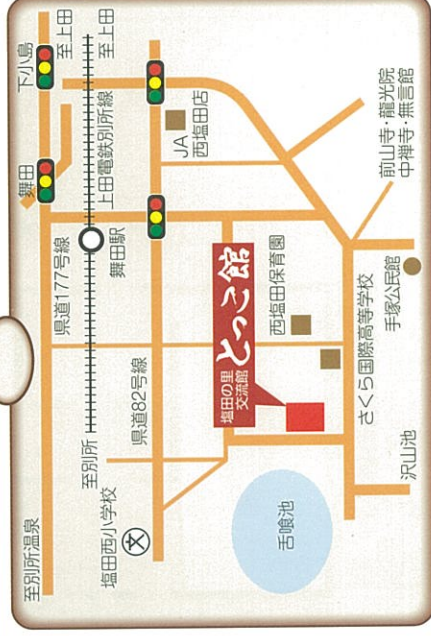 下小島
至上田
至上田
舞田
上田電鉄別所線
JA
西塩田店
前山寺・龍光院
中禅寺・無言館
県道177号線
舞田駅
塩田の里
交流館
とっこ館
西塩田保育園
手塚公民館
さくら国際高等学校
至別所
県道82号線
至別所温泉
塩田西小学校
文
舌喰池
沢山池